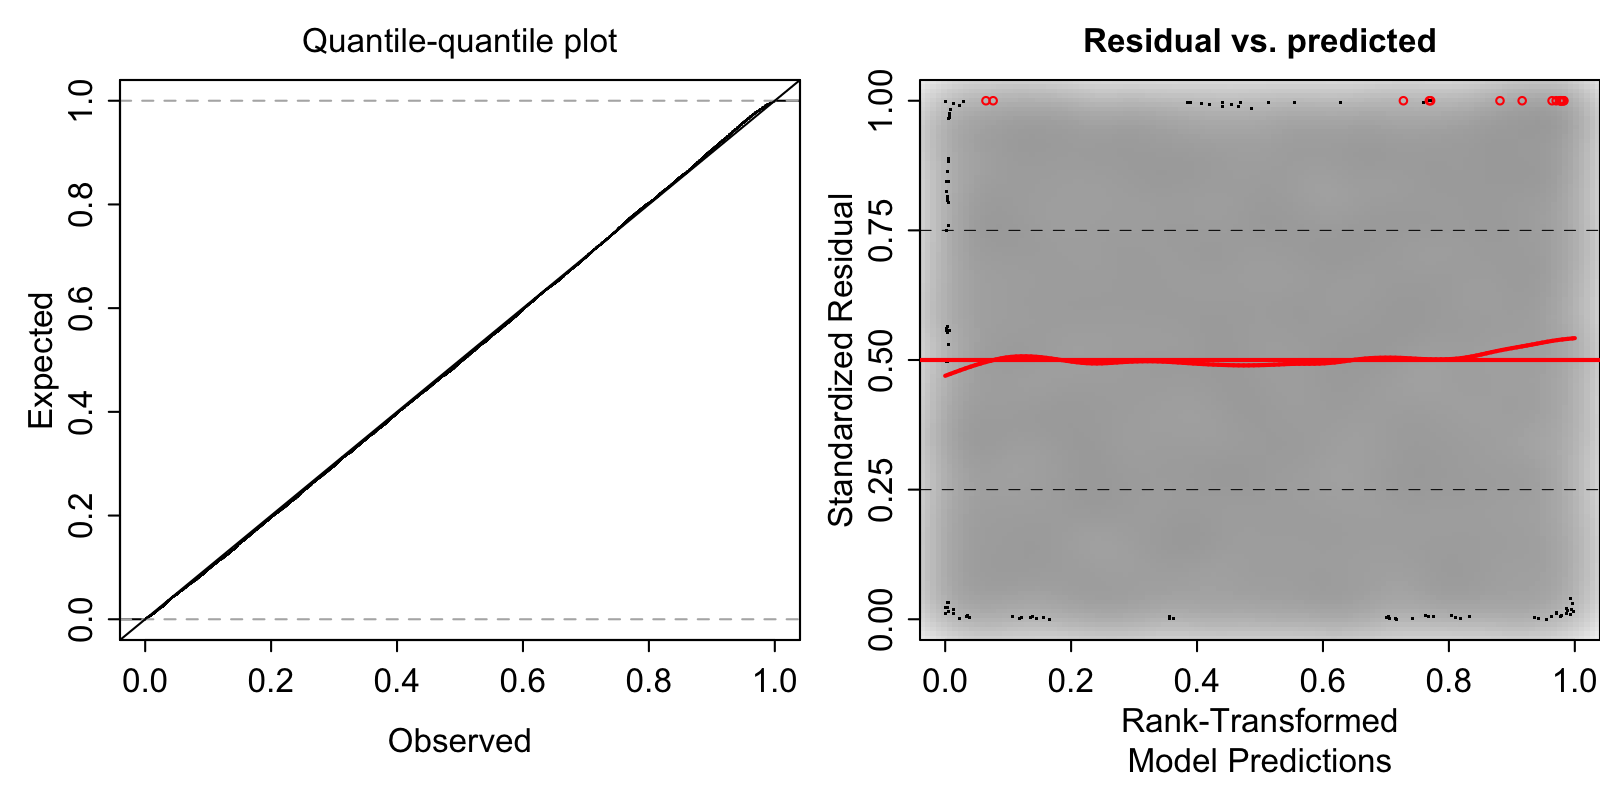 Quantile-quantile plot
Expected
0.0 0.2 0.4 0.6 0.8 1.0
0.0 0.2 0.4 0.6 0.8 1.0
Observed
Residual vs. predicted
Standardized Residual
0.00 0.25 0.50 0.75 1.00
0.0 0.2 0.4 0.6 0.8 1.0
Rank-Transformed
Model Predictions